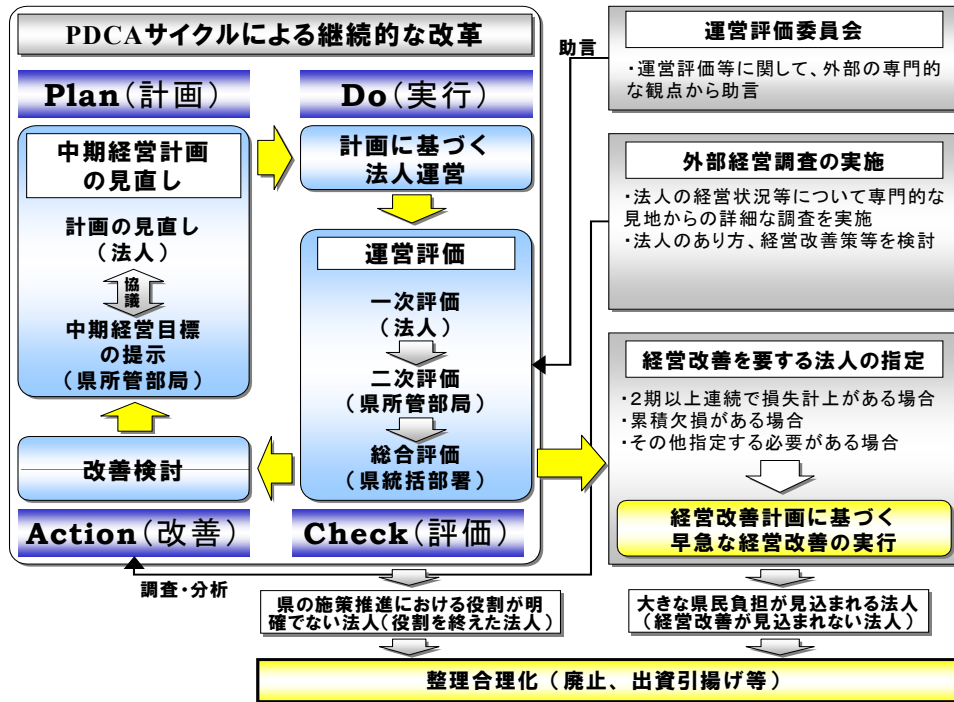 PDCAサイクルによる継続的な改革
Plan(計画)
中期経営計画
の見直し
計画の見直し
(法人)
協
議
中期経営目標
の提示
(県所管部局)
Do(実行)
計画に基づく
法人運営
運営評価
一次評価
(法人)
二次評価
(県所管部局)
総合評価
(県統括部署)
改善検討
Action(改善)
Check(評価)
助言
運営評価委員会
・運営評価等に関して、外部の専門的
な観点から助言
外部経営調査の実施
・法人の経営状況等について専門的な
見地からの詳細な調査を実施
・法人のあり方、経営改善策等を検討
経営改善を要する法人の指定
・2期以上連続で損失計上がある場合
・累積欠損がある場合
・その他指定する必要がある場合
経営改善計画に基づく
早急な経営改善の実行
調査・分析
県の施策推進における役割が明
確でない法人(役割を終えた法人)
大きな県民負担が見込まれる法人
(経営改善が見込まれない法人)
整理合理化(廃止、出資引揚げ等)